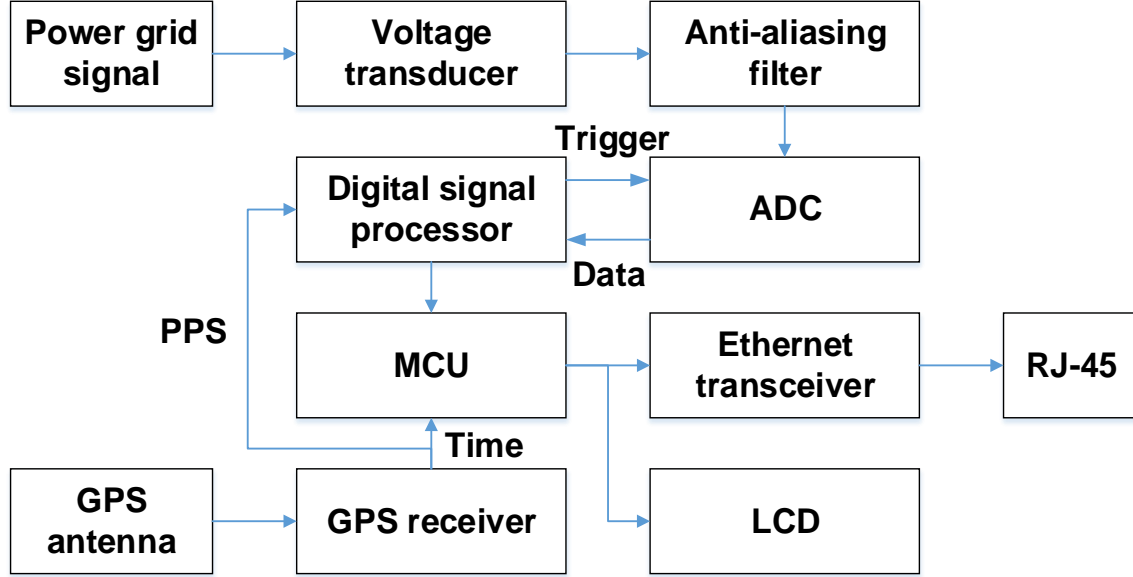 Power grid
signal
Voltage
transducer
Anti-aliasing
filter
Trigger
Digital signal
processor
ADC
Data
PPS
MCU
Ethernet
transceiver
RJ-45
Time
GPS
antenna
GPS receiver
LCD